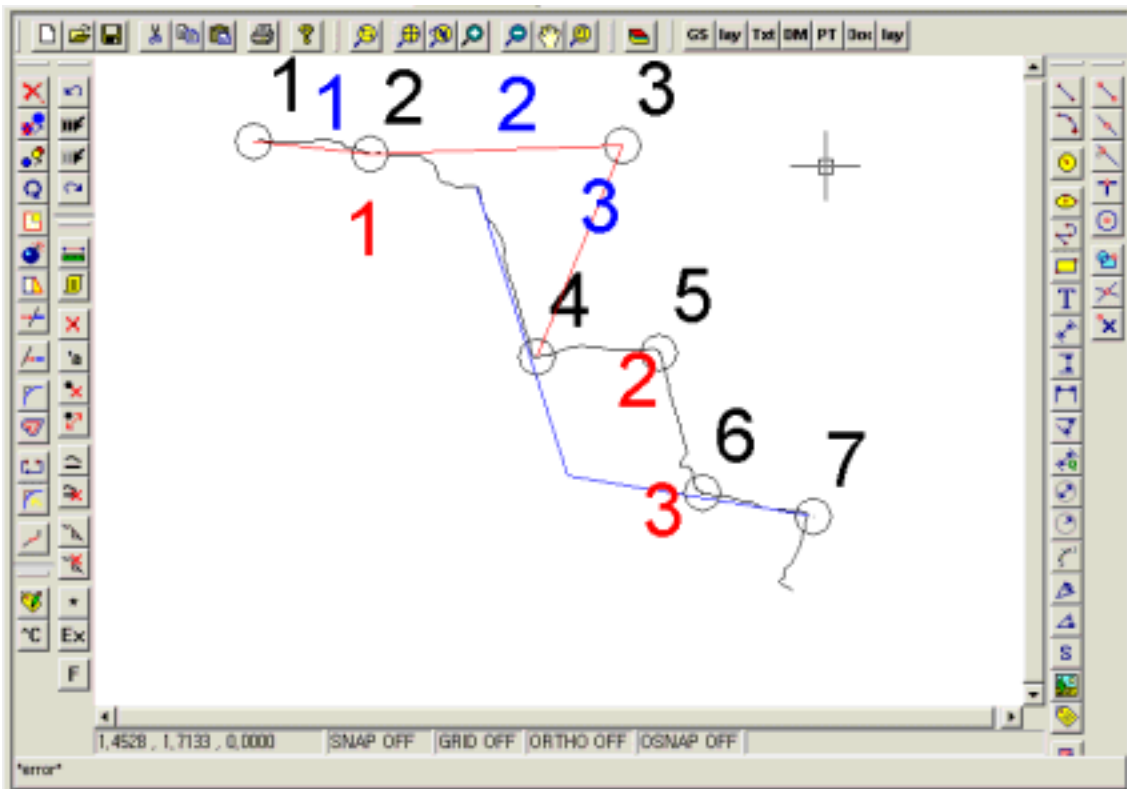 GS lay Txt DM PT Doc lay
1 1 2 2 3
1 3
4 5
2
6 7
3
'a
^C Ex
F
T
S
1,4528 , 1,7133 , 0,0000 SNAP OFF GRID OFF ORTHO OFF OSNAP OFF
*error*